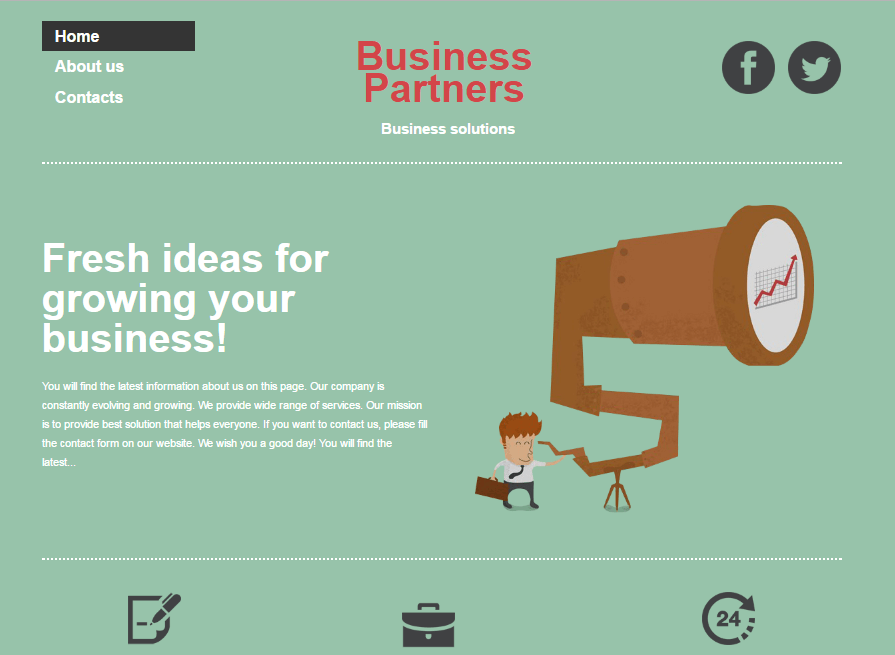 Home
About us
Contacts
Business
Partners
Business solutions
Fresh ideas for
growing your
business!
You will find the latest information about us on this page. Our company is
constantly evolving and growing. We provide wide range of services. Our mission
is to provide best solution that helps everyone. If you want to contact us, please fill
the contact form on our website. We wish you a good day! You will find the
latest...
24